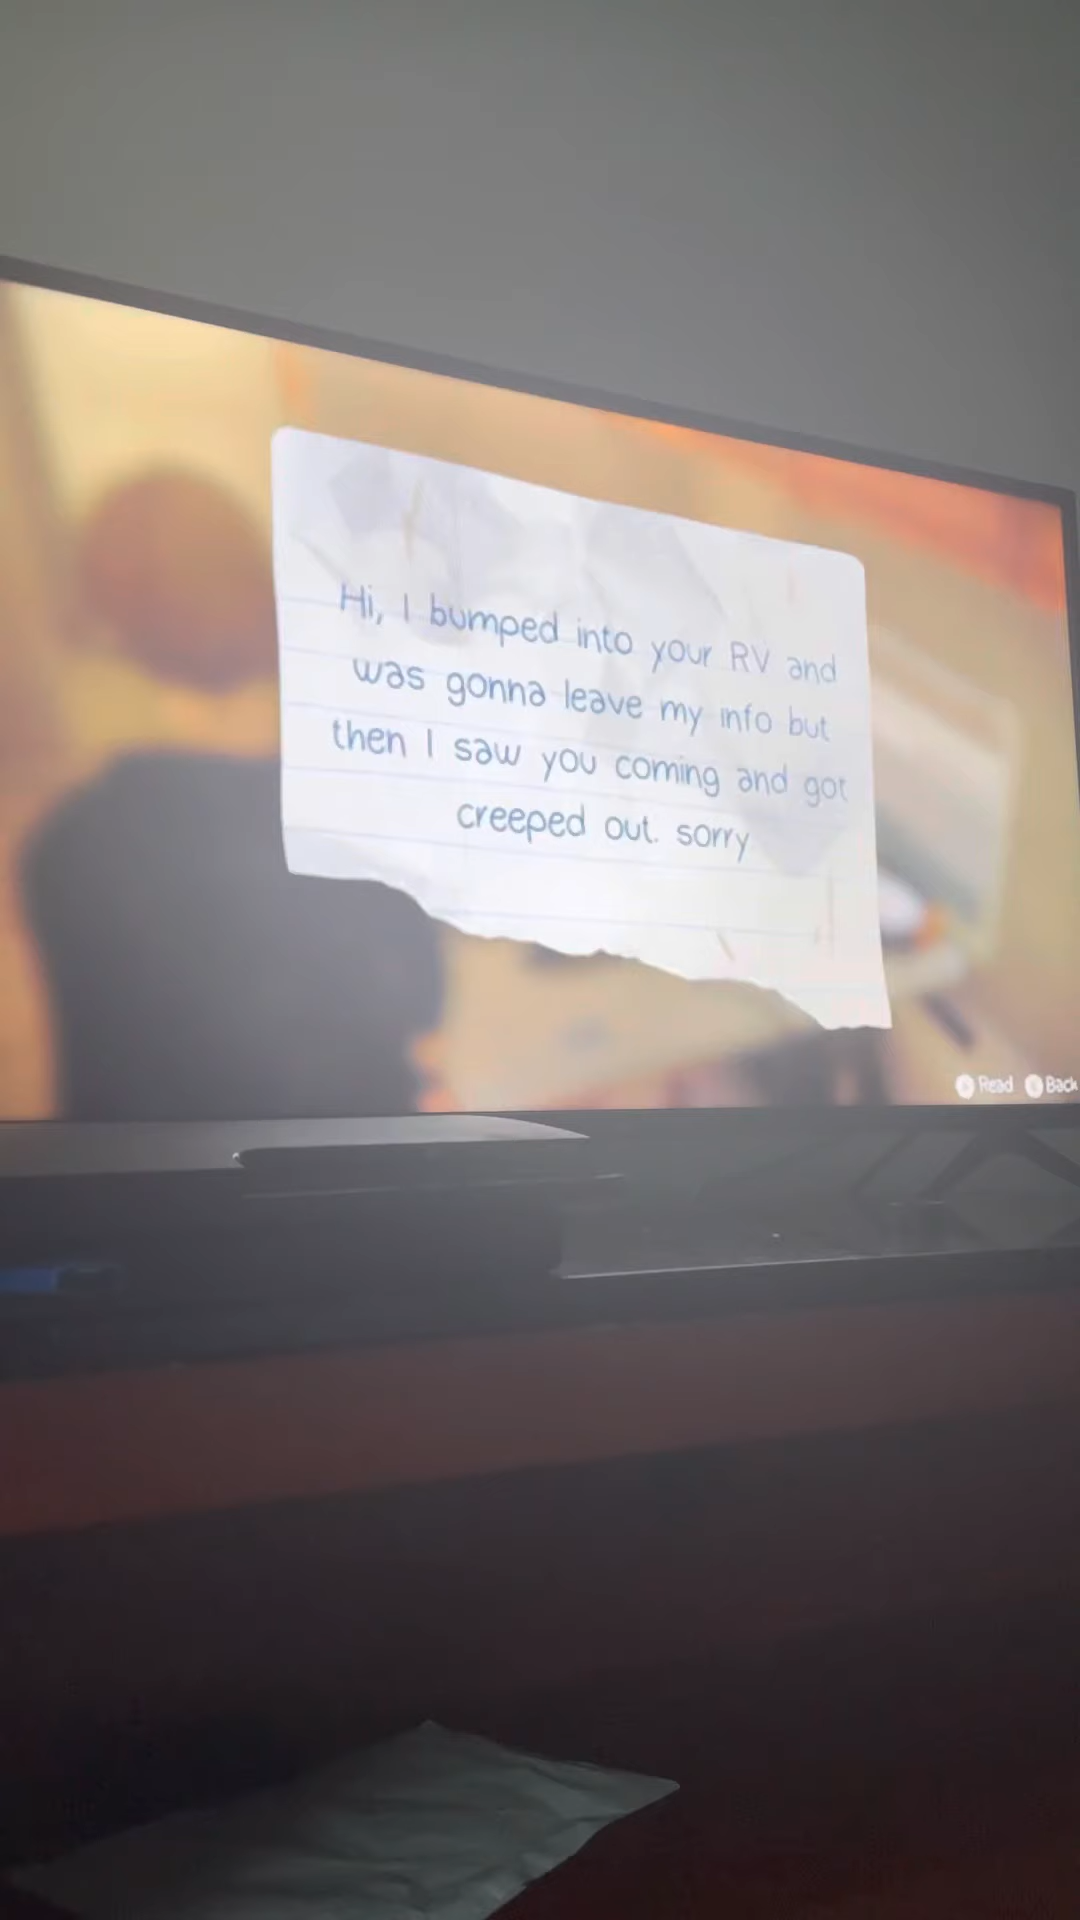 Hi, I bumped into your RV and
was gonna leave my info but
then I saw you coming and got
creeped out. sorry
Read Back